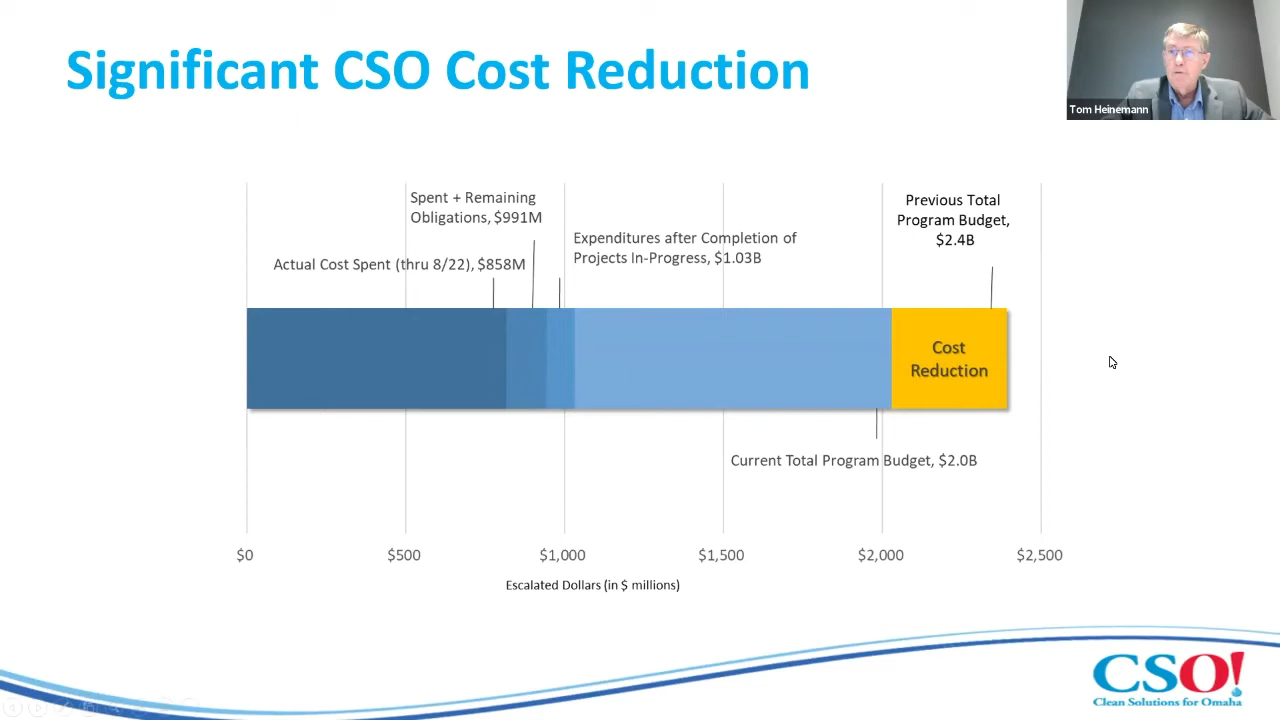 Significant CSO Cost Reduction
Tom Heinemann
Spent + Remaining
Obligations, $991M
Previous Total
Program Budget,
$2.4B
Expenditures after Completion of
Projects In-Progress, $1.03B
Actual Cost Spent (thru 8/22), $858M
Cost
Reduction
Current Total Program Budget, $2.0B
$0 $500 $1,000 $1,500 $2,000 $2,500
Escalated Dollars (in $ millions)
CSO!
Clean Solutions for Omaha